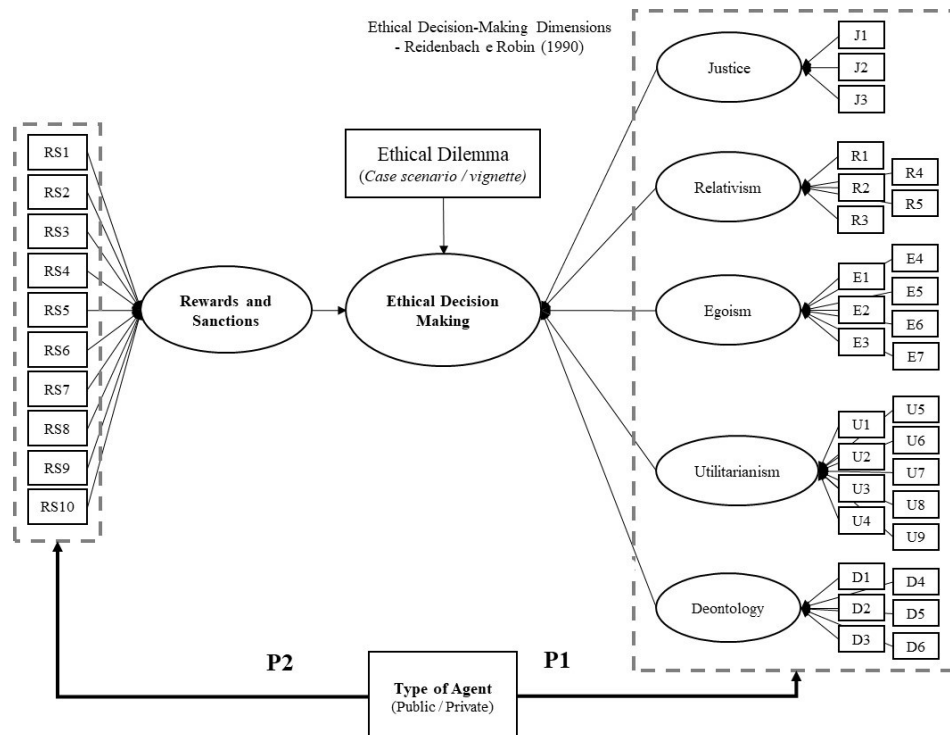 Ethical Decision-Making Dimensions
- Reidenbach e Robin (1990)
RS1
RS2
RS3
RS4
RS5
RS6
RS7
RS8
RS9
RS10
Rewards and
Sanctions
Ethical Dilemma
(Case scenario / vignette)
Ethical Decision
Making
Justice
J1
J2
J3
Relativism
R1
R2
R3
R4
R5
Egoism
E1
E2
E3
E4
E5
E6
E7
Utilitarianism
U1
U2
U3
U4
U5
U6
U7
U8
U9
Deontology
D1
D2
D3
D4
D5
D6
P2
P1
Type of Agent
(Public / Private)